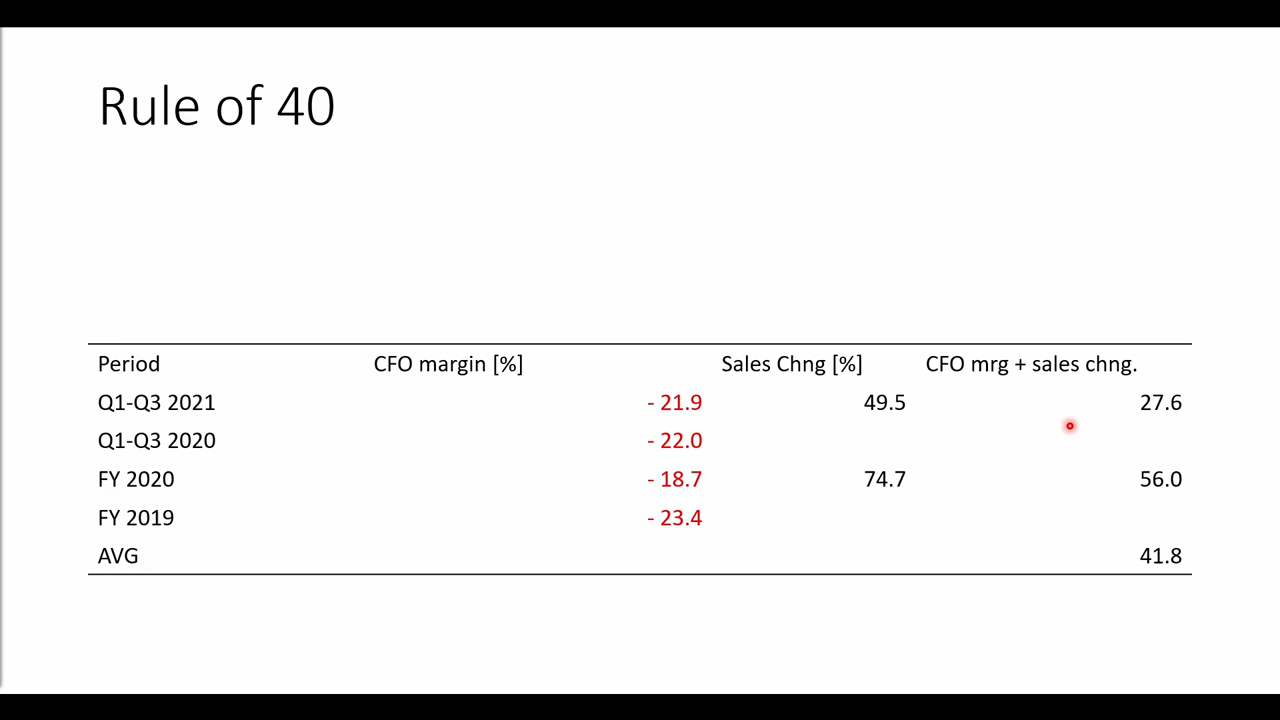 Rule of 40
Period CFO margin [%] Sales Chng [%] CFO mrg + sales chng.
Q1-Q3 2021 - 21.9 49.5 27.6
Q1-Q3 2020 - 22.0
FY 2020 - 18.7 74.7 56.0
FY 2019 - 23.4
AVG 41.8